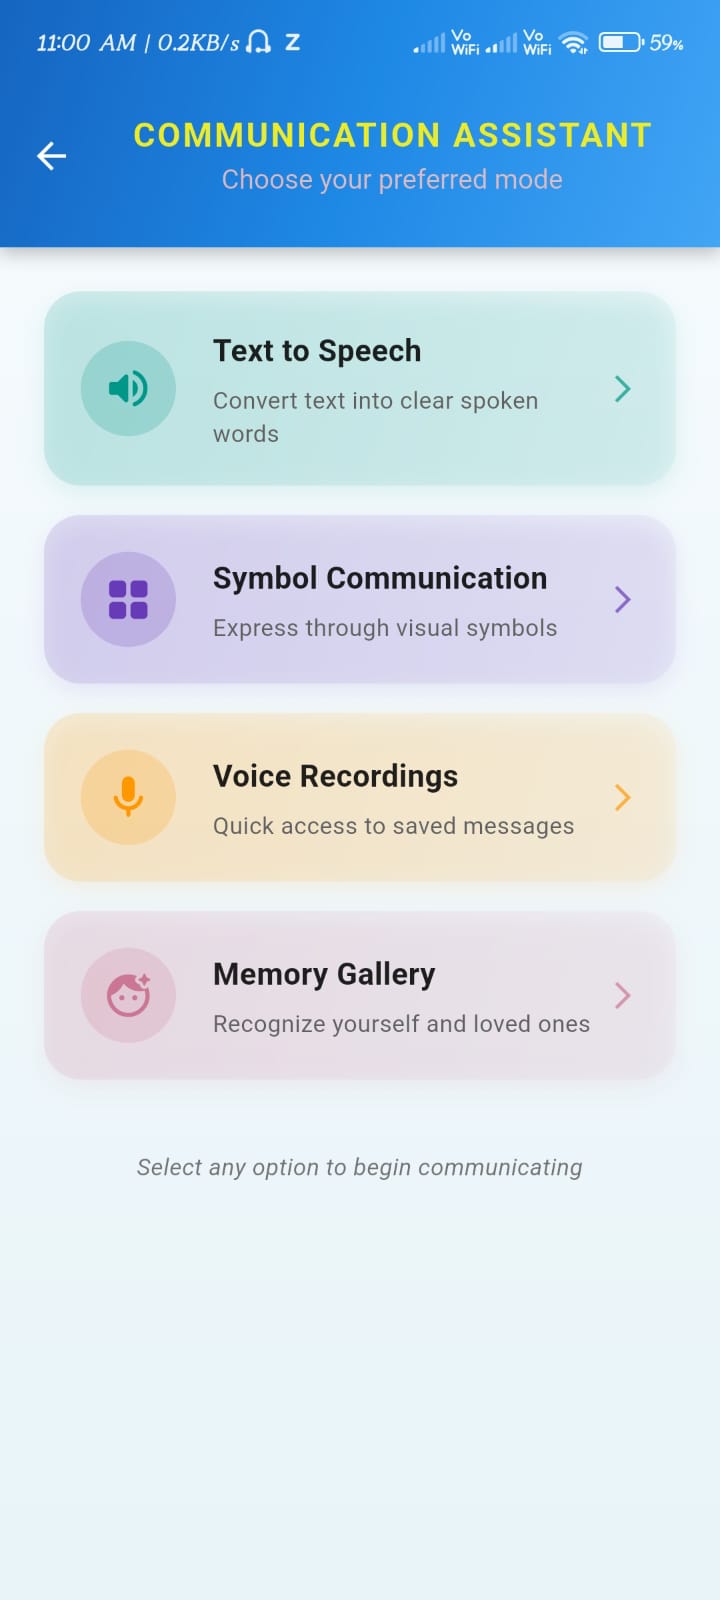 11:00 AM | 0.2KB/s Z Vo WiFi Vo WiFi 59%
COMMUNICATION ASSISTANT
Choose your preferred mode
Text to Speech
Convert text into clear spoken
words
Symbol Communication
Express through visual symbols
Voice Recordings
Quick access to saved messages
Memory Gallery
Recognize yourself and loved ones
Select any option to begin communicating